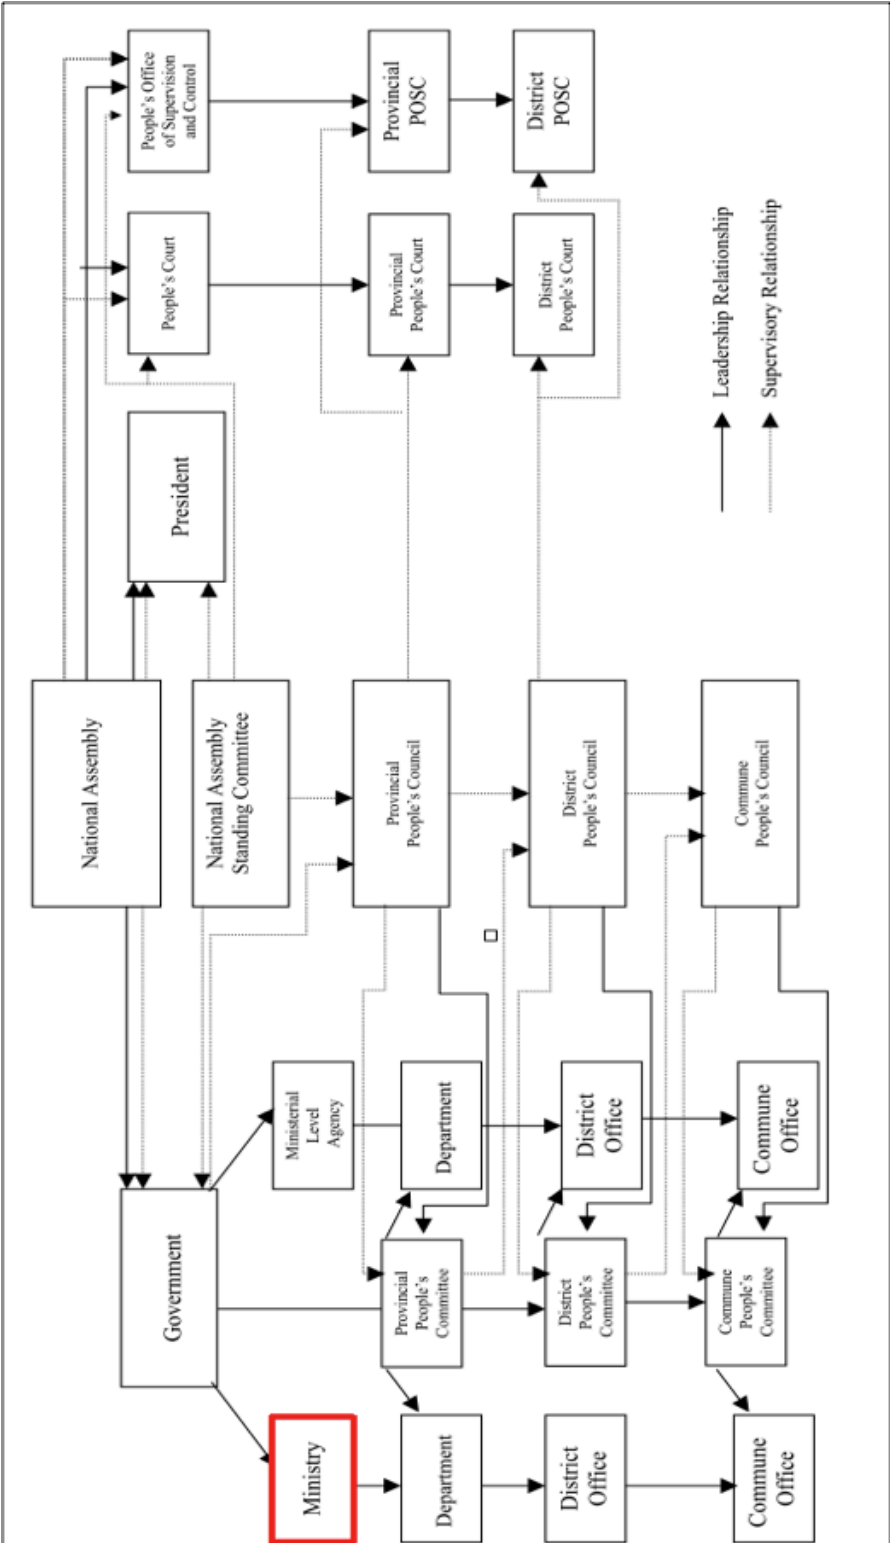 National Assembly
Government
President
People's Court
People's Office
of Supervision
and Control
National Assembly
Standing Committee
Ministry
Ministerial
Level
Agency
Provincial
People's Council
Provincial
People's Court
Provincial
POSC
Department
Provincial
People's
Committee
Department
District
People's Council
District
People's Court
District
POSC
District
Office
District
People's
Committee
District
Office
Commune
People's Council
Commune
Office
Commune
People's
Committee
Commune
Office
Leadership Relationship
Supervisory Relationship